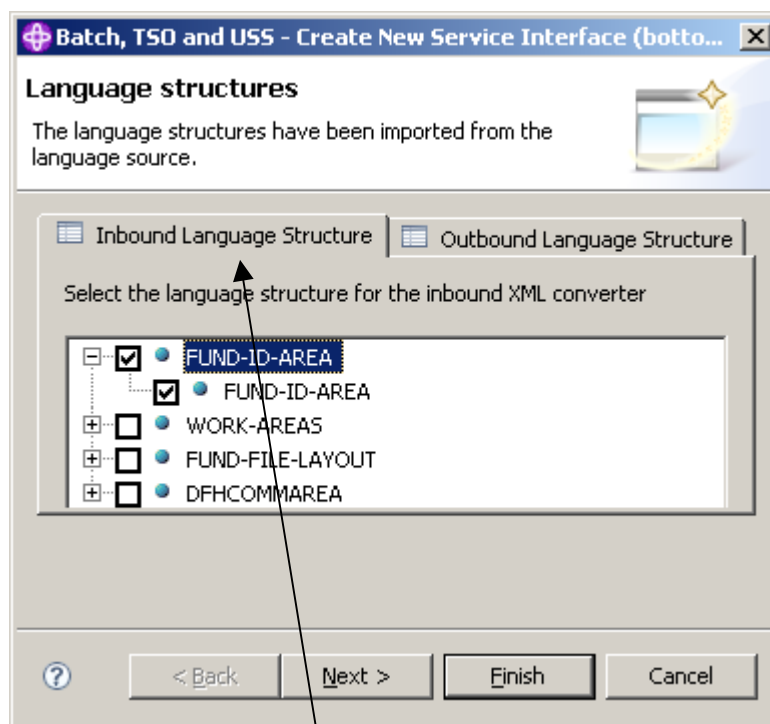 Batch, TSO and USS - Create New Service Interface (botto...
Language structures
The language structures have been imported from the
language source.
Inbound Language Structure
Outbound Language Structure
Select the language structure for the inbound XML converter
FUND-ID-AREA
FUND-ID-AREA
WORK-AREAS
FUND-FILE-LAYOUT
DFHCOMMAREA
?
< Back
Next >
Finish
Cancel